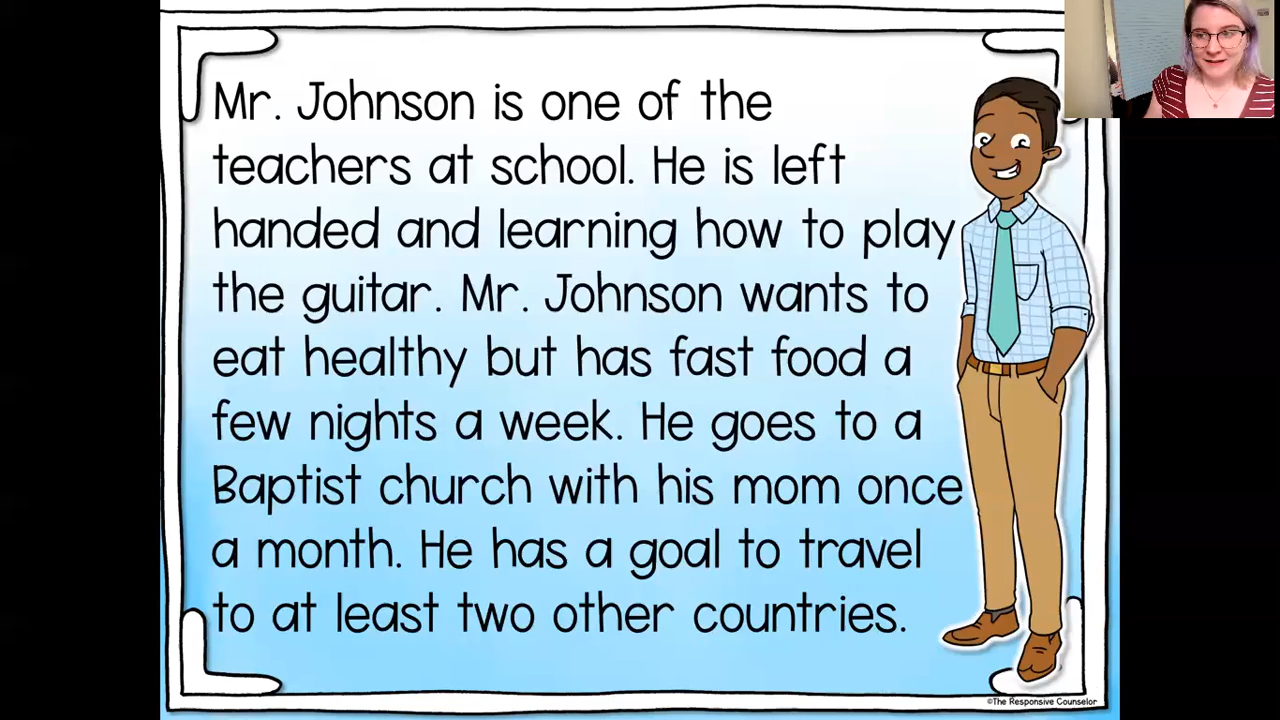 Mr. Johnson is one of the
teachers at school. He is left
handed and learning how to play
the guitar. Mr. Johnson wants to
eat healthy but has fast food a
few nights a week. He goes to a
Baptist church with his mom once
a month. He has a goal to travel
to at least two other countries.
©The Responsive Counselor